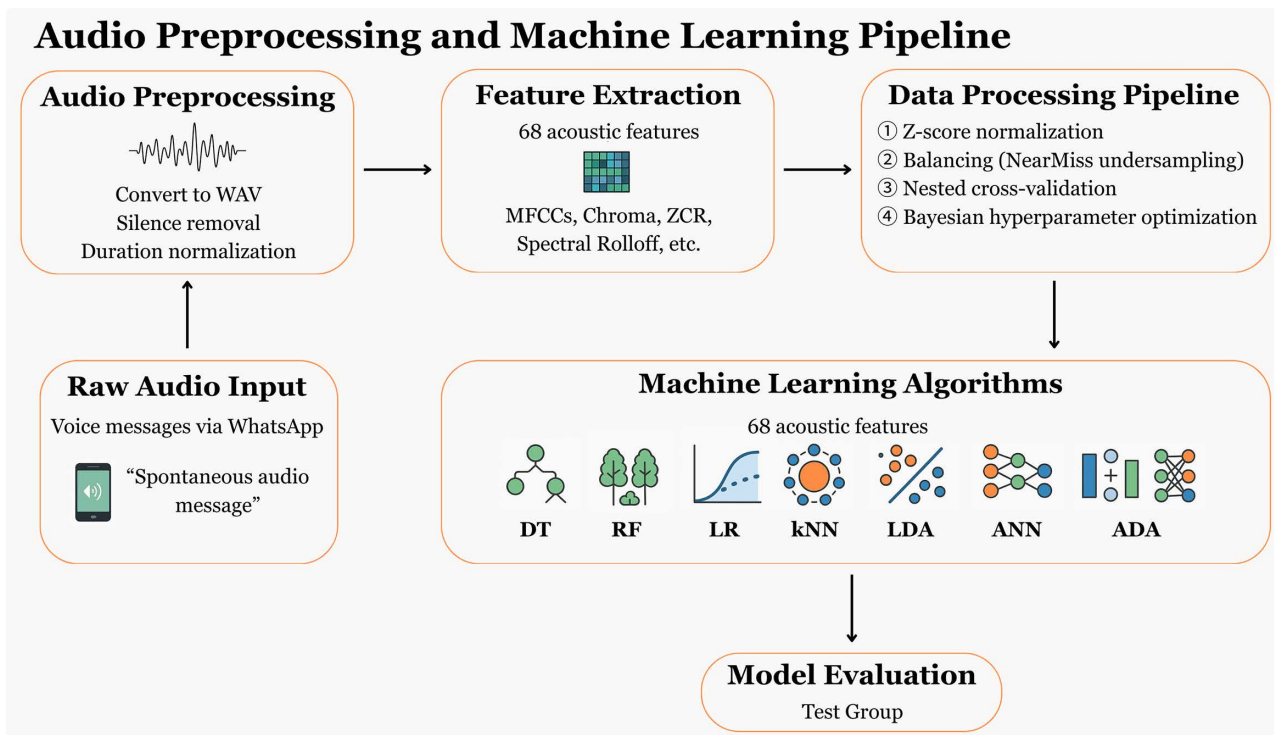 Audio Preprocessing and Machine Learning Pipeline
Audio Preprocessing
Convert to WAV
Silence removal
Duration normalization
Feature Extraction
68 acoustic features
MFCCs, Chroma, ZCR,
Spectral Rolloff, etc.
Data Processing Pipeline
① Z-score normalization
② Balancing (NearMiss undersampling)
③ Nested cross-validation
④ Bayesian hyperparameter optimization
Raw Audio Input
Voice messages via WhatsApp
“Spontaneous audio
message”
Machine Learning Algorithms
68 acoustic features
DT RF LR kNN LDA ANN ADA
Model Evaluation
Test Group